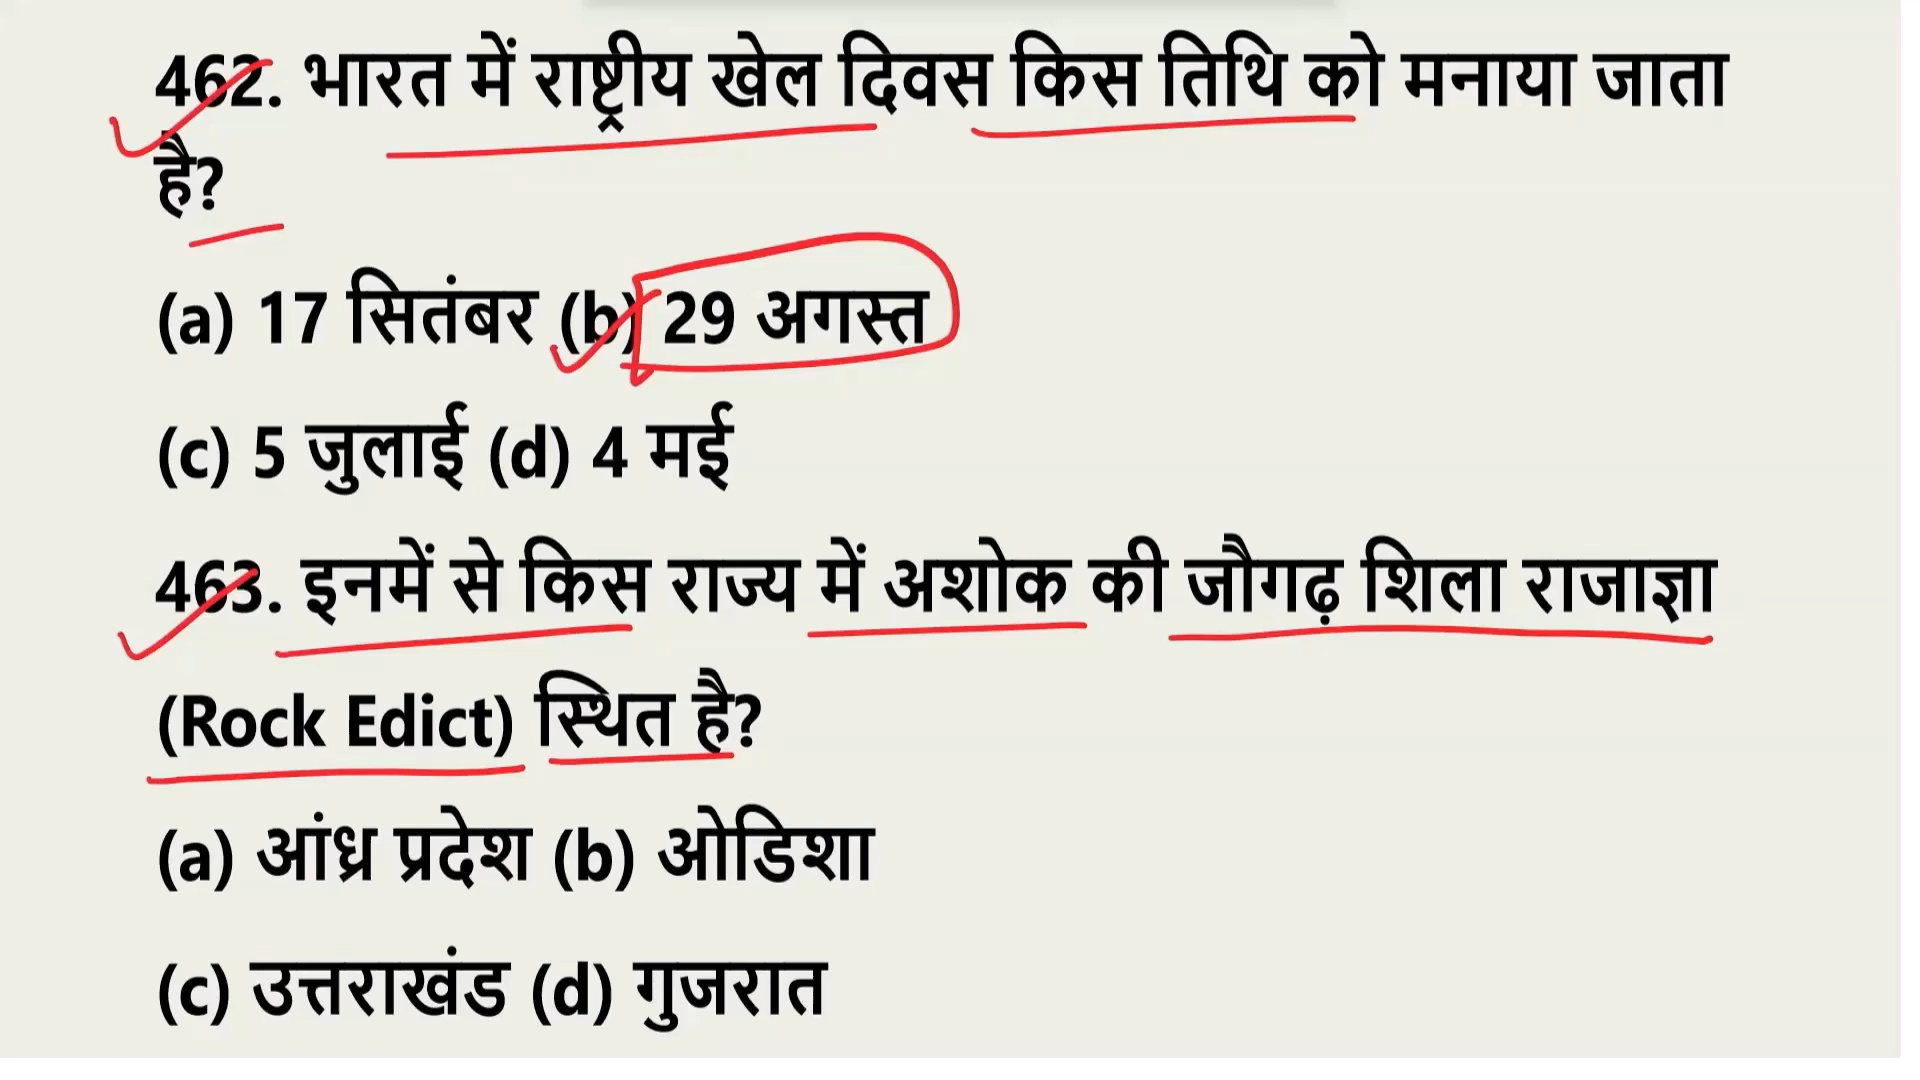 462. भारत में राष्ट्रीय खेल दिवस किस तिथि को मनाया जाता
है?
(a) 17 सितंबर (b) 29 अगस्त
(c) 5 जुलाई (d) 4 मई
463. इनमें से किस राज्य में अशोक की जौगढ़ शिला राजाज्ञा
(Rock Edict) स्थित है?
(a) आंध्र प्रदेश (b) ओडिशा
(c) उत्तराखंड (d) गुजरात